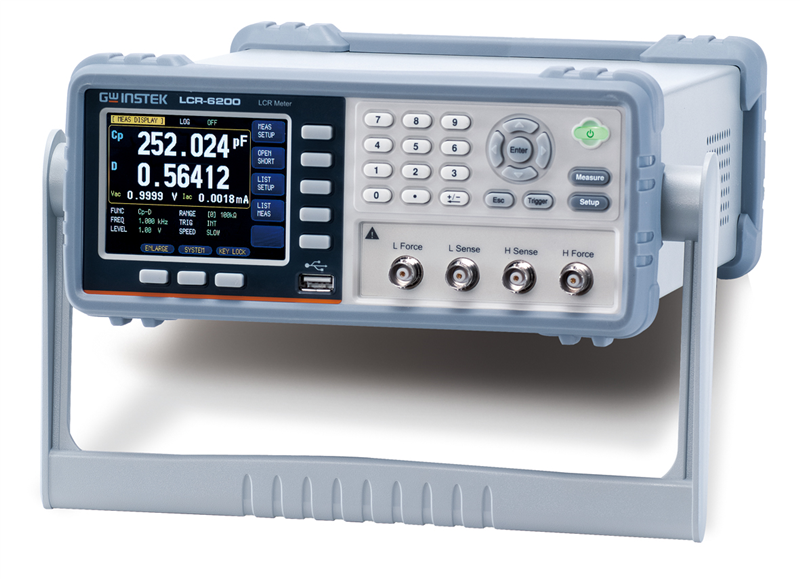 GW INSTEK LCR-6200 LCR Meter
[ MEAS DISPLAY ] LOG OFF
Cp 252.024 pF
D 0.56412
Vac 0.9999 V Iac 0.0018mA
FUNC Cp-D RANGE [0] 100kΩ
FREQ 1.000 kHz TRIG INT
LEVEL 1.00 V SPEED SLOW
ENLARGE SYSTEM KEY LOCK
MEAS
SETUP
OPEN
SHORT
LIST
SETUP
LIST
MEAS
7 8 9
4 5 6
1 2 3
0 • +/−
Enter
Esc Trigger
Measure
Setup
L Force L Sense H Sense H Force